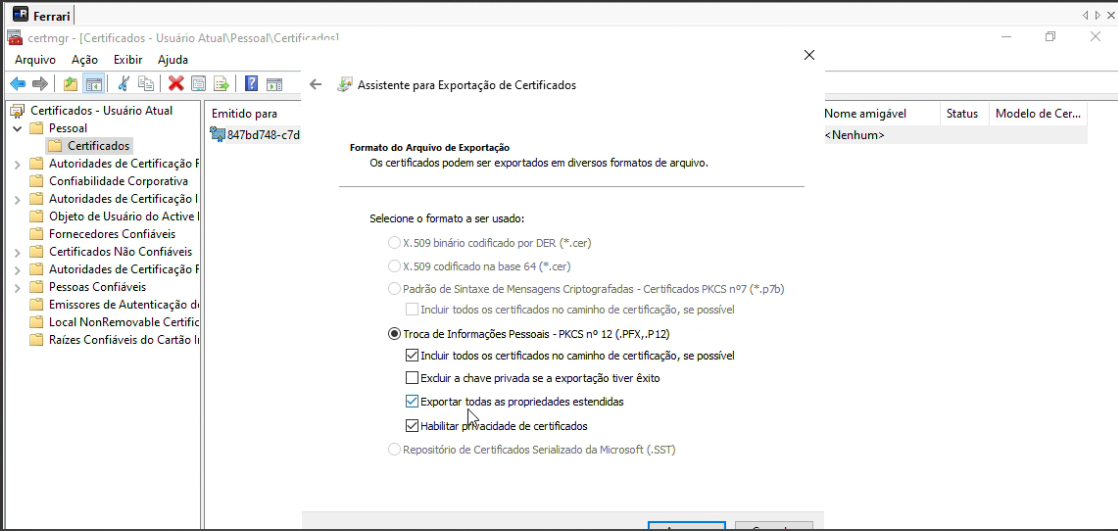 Ferrari
certmgr - [Certificados - Usuário Atual\Pessoal\Certificados]
Arquivo Ação Exibir Ajuda
Certificados - Usuário Atual
Pessoal
Certificados
Autoridades de Certificação
Confiabilidade Corporativa
Autoridades de Certificação
Objeto de Usuário do Active
Fornecedores Confiáveis
Certificados Não Confiáveis
Autoridades de Certificação
Pessoas Confiáveis
Emissores de Autenticação
Local NonRemovable
Raízes Confiáveis do Cartão
Emitido para
847bd748-c7d
Assistente para Exportação de Certificados
Formato do Arquivo de Exportação
Os certificados podem ser exportados em diversos formatos de arquivo.
Selecione o formato a ser usado:
X.509 binário codificado por DER (*.cer)
X.509 codificado na base 64 (*.cer)
Padrão de Sintaxe de Mensagens Criptografadas - Certificados PKCS nº7 (*.p7b)
Incluir todos os certificados no caminho de certificação, se possível
Troca de Informações Pessoais - PKCS nº 12 (.PFX,.P12)
Incluir todos os certificados no caminho de certificação, se possível
Excluir a chave privada se a exportação tiver êxito
Exportar todas as propriedades estendidas
Habilitar privacidade de certificados
Repositório de Certificados Serializado da Microsoft (.SST)
Nome amigável Status Modelo de Cer...
<Nenhum>